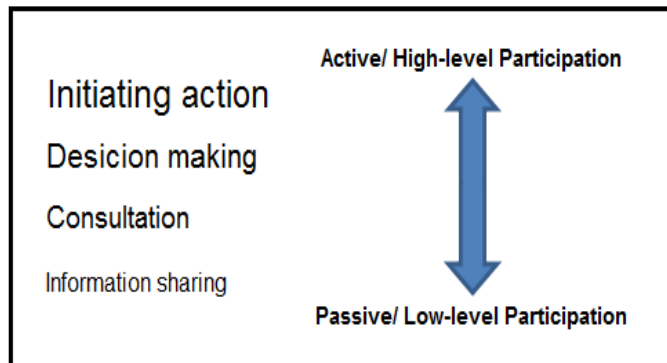 Active/ High-level Participation
Initiating action
Desicion making
Consultation
Information sharing
Passive/ Low-level Participation